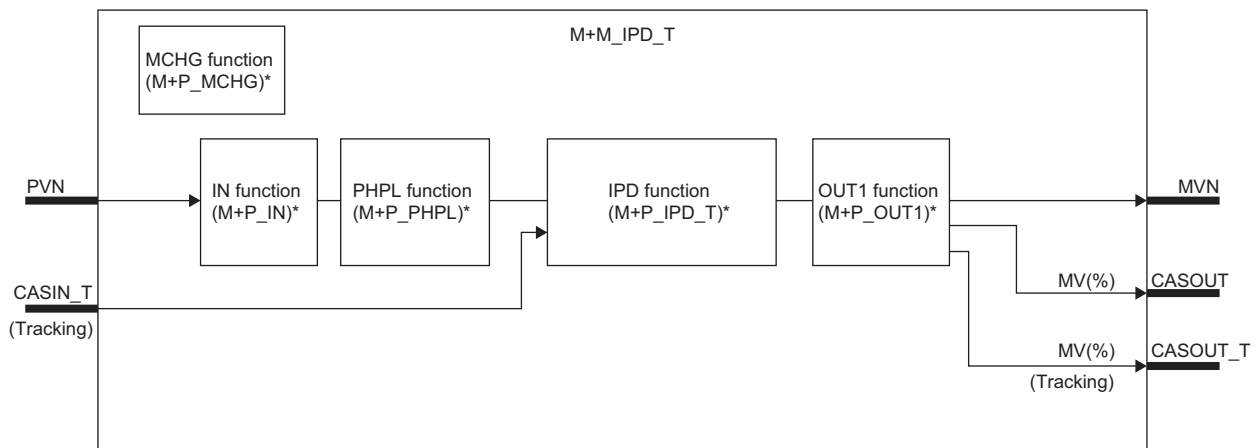 M+M_IPD_T
MCHG function
(M+P_MCHG)*
PVN
IN function
(M+P_IN)*
PHPL function
(M+P_PHPL)*
IPD function
(M+P_IPD_T)*
OUT1 function
(M+P_OUT1)*
MVN
CASIN_T
(Tracking)
MV(%)
CASOUT
MV(%)
(Tracking)
CASOUT_T